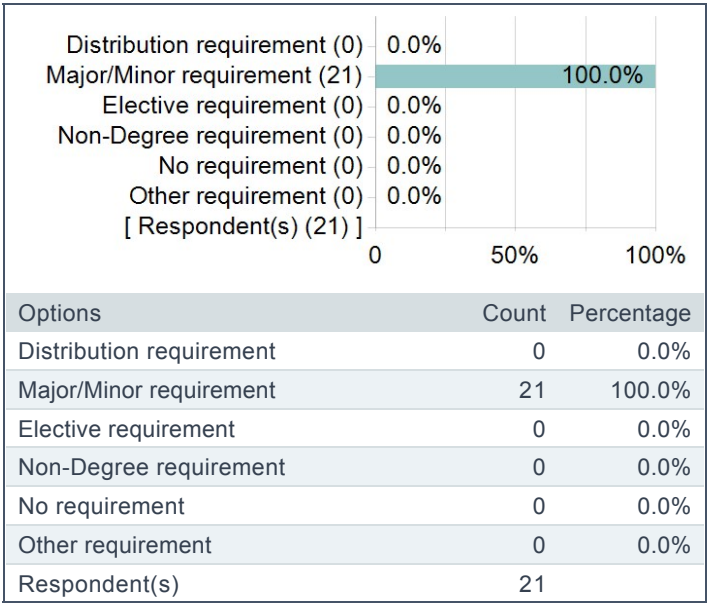 Distribution requirement (0) 0.0%
Major/Minor requirement (21) 100.0%
Elective requirement (0) 0.0%
Non-Degree requirement (0) 0.0%
No requirement (0) 0.0%
Other requirement (0) 0.0%
[ Respondent(s) (21) ]
0 50% 100%
Options Count Percentage
Distribution requirement 0 0.0%
Major/Minor requirement 21 100.0%
Elective requirement 0 0.0%
Non-Degree requirement 0 0.0%
No requirement 0 0.0%
Other requirement 0 0.0%
Respondent(s) 21